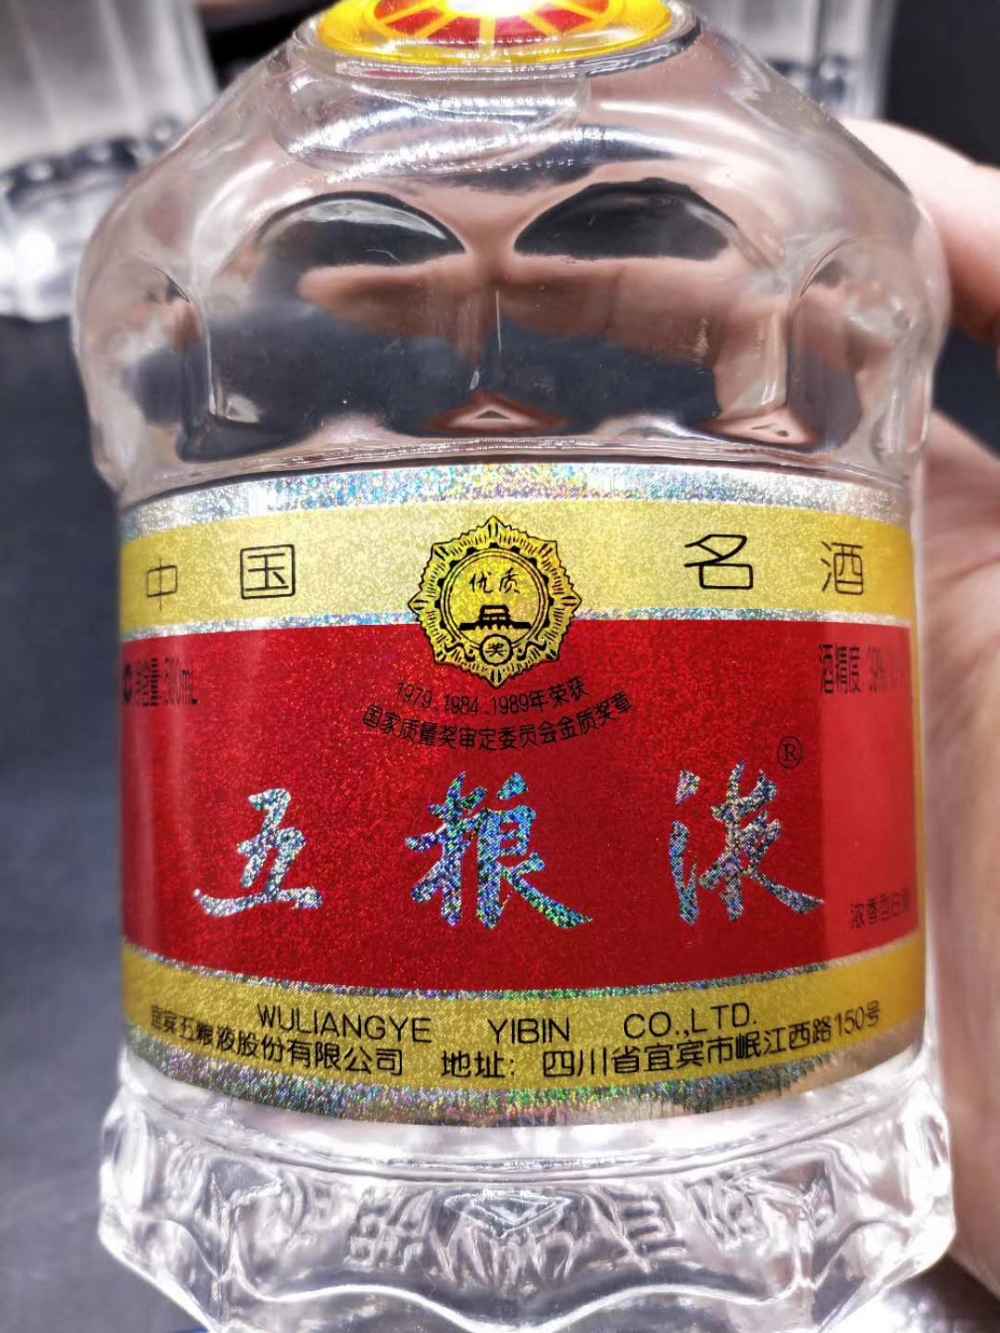 中国 名酒
优质
奖
1979、1984、1989年荣获
国家质量奖审定委员会金质奖章
酒精度
五粮液®
浓香型白酒
WULIANGYE YIBIN CO.,LTD.
宜宾五粮液股份有限公司 地址：四川省宜宾市岷江西路150号